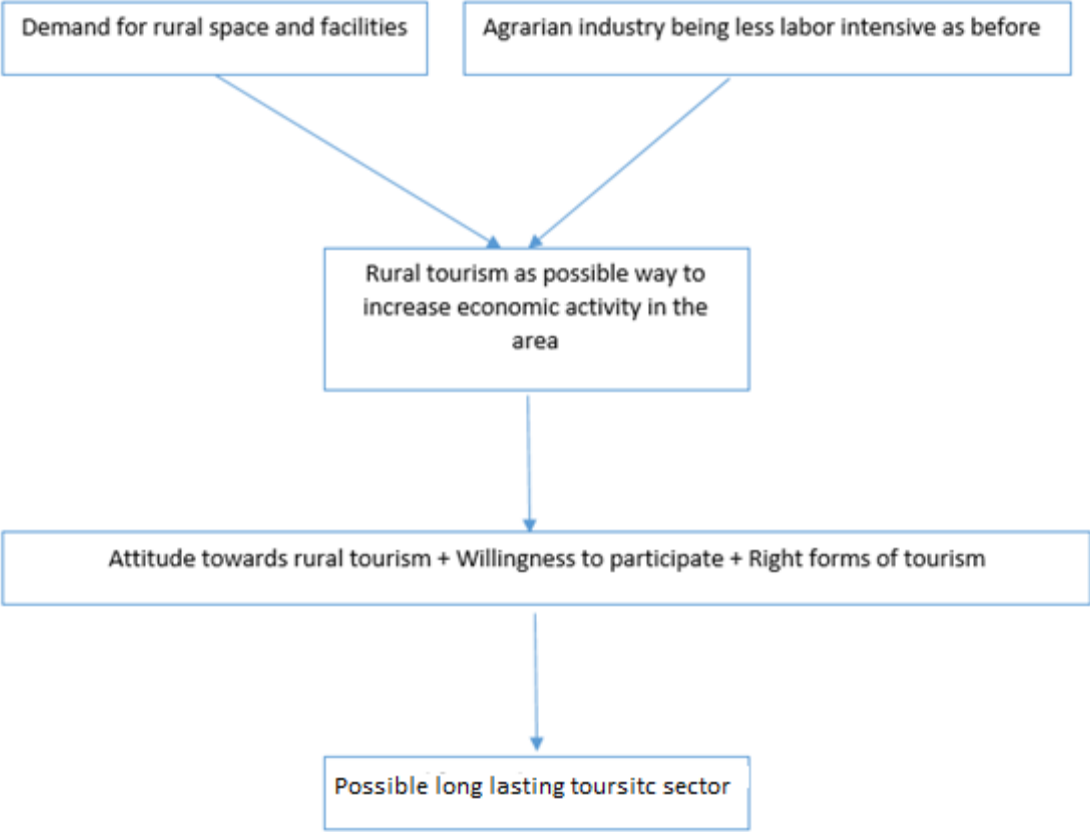 Demand for rural space and facilities
Agrarian industry being less labor intensive as before
Rural tourism as possible way to
increase economic activity in the
area
Attitude towards rural tourism + Willingness to participate + Right forms of tourism
Possible long lasting toursitc sector